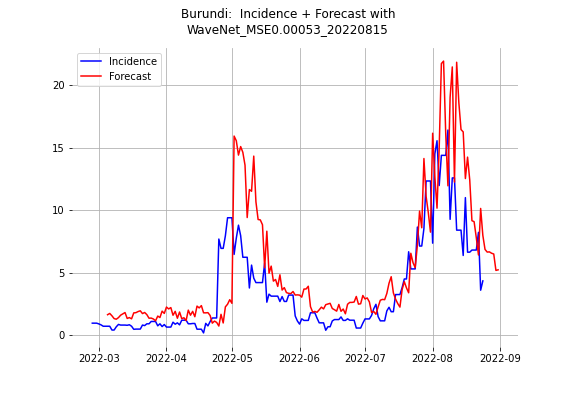 Burundi:  Incidence + Forecast with
WaveNet_MSE0.00053_20220815
Incidence
Forecast
20
15
10
5
0
2022-03 2022-04 2022-05 2022-06 2022-07 2022-08 2022-09